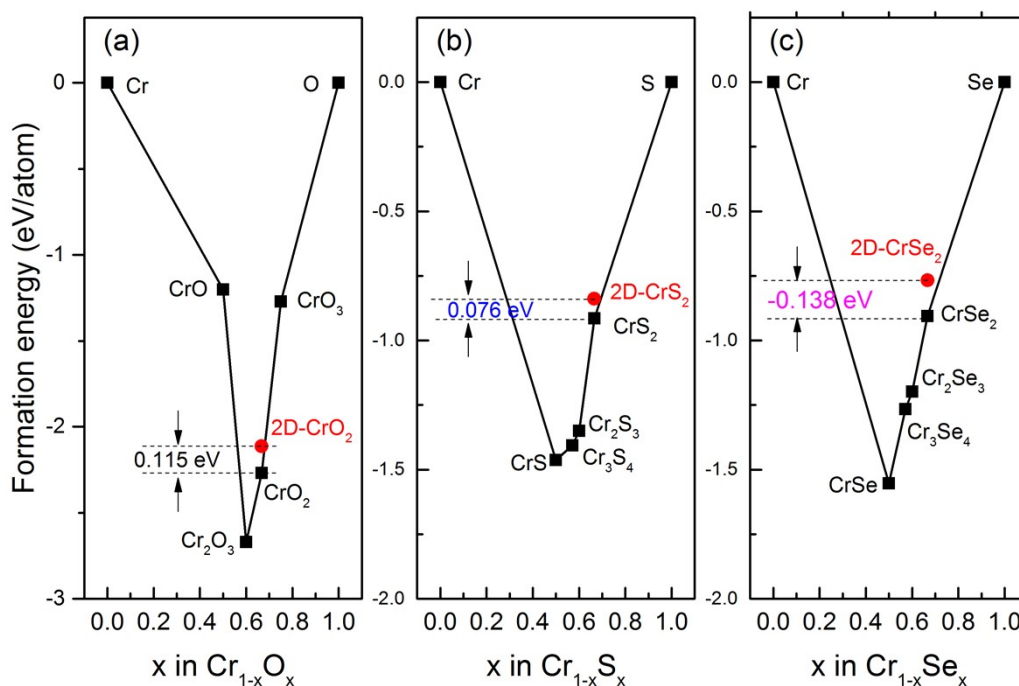 Formation energy (eV/atom)
(a)
Cr
O
CrO
CrO₃
2D-CrO₂
0.115 eV
CrO₂
Cr₂O₃
0
-1
-2
-3
0.0 0.2 0.4 0.6 0.8 1.0
x in Cr₁₋ₓOₓ
(b)
Cr
S
2D-CrS₂
0.076 eV
CrS₂
Cr₂S₃
Cr₃S₄
CrS
0.0
-0.5
-1.0
-1.5
-2.0
0.0 0.2 0.4 0.6 0.8 1.0
x in Cr₁₋ₓSₓ
(c)
Cr
Se
2D-CrSe₂
-0.138 eV
CrSe₂
Cr₂Se₃
Cr₃Se₄
CrSe
0.0
-0.5
-1.0
-1.5
-2.0
0.0 0.2 0.4 0.6 0.8 1.0
x in Cr₁₋ₓSeₓ